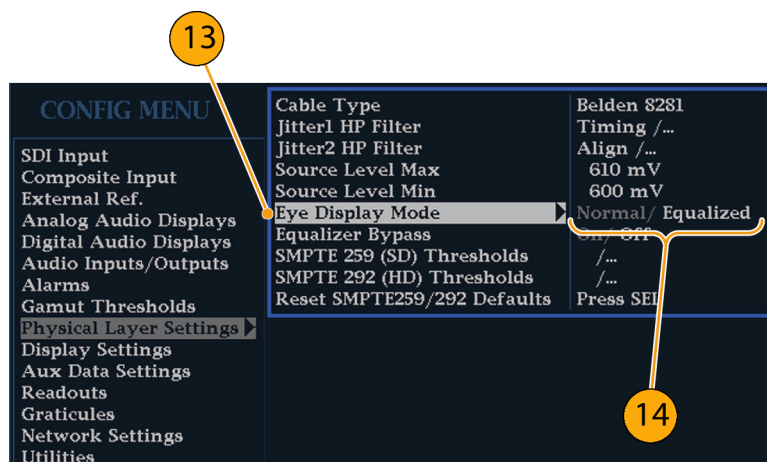 13
CONFIG MENU
SDI Input
Composite Input
External Ref.
Analog Audio Displays
Digital Audio Displays
Audio Inputs/Outputs
Alarms
Gamut Thresholds
Physical Layer Settings
Display Settings
Aux Data Settings
Readouts
Graticules
Network Settings
Utilities
Cable Type Belden 8281
Jitter1 HP Filter Timing /...
Jitter2 HP Filter Align /...
Source Level Max 610 mV
Source Level Min 600 mV
Eye Display Mode Normal/ Equalized
Equalizer Bypass On/ Off
SMPTE 259 (SD) Thresholds /...
SMPTE 292 (HD) Thresholds /...
Reset SMPTE259/292 Defaults Press SEL
14